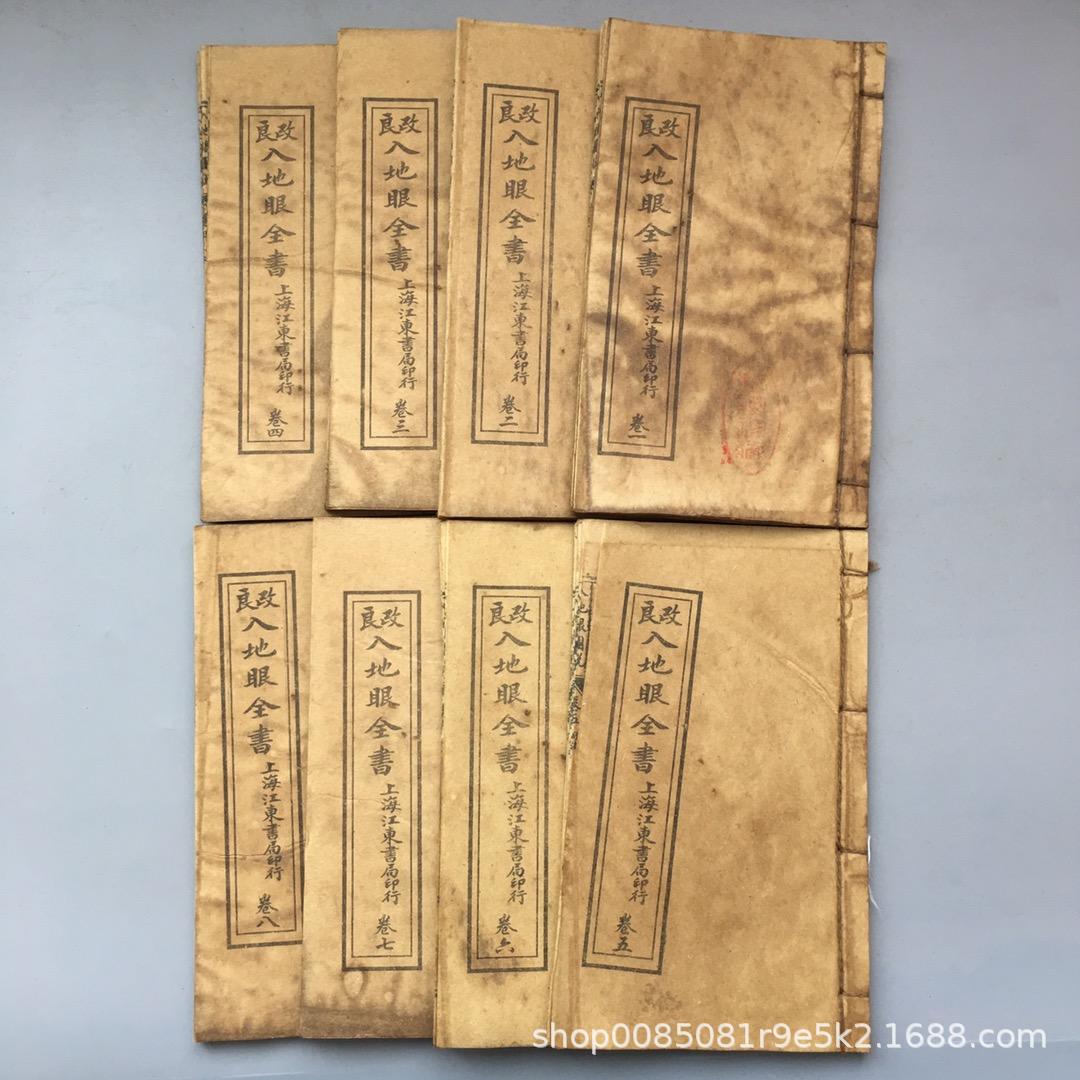 改良入地眼全書
上海江東書局印行
卷一
改良入地眼全書
上海江東書局印行
卷二
改良入地眼全書
上海江東書局印行
卷三
改良入地眼全書
上海江東書局印行
卷四
改良入地眼全書
上海江東書局印行
卷五
改良入地眼全書
上海江東書局印行
卷六
改良入地眼全書
上海江東書局印行
卷七
改良入地眼全書
上海江東書局印行
卷八
shop0085081r9e5k2.1688.com